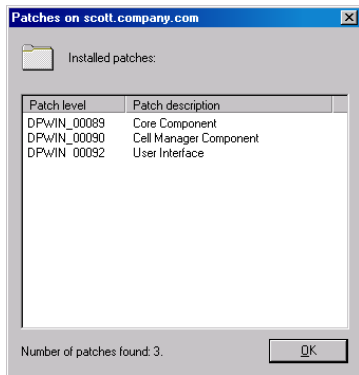 Patches on scott.company.com
Installed patches:
Patch level Patch description
DPWIN_00089 Core Component
DPWIN_00090 Cell Manager Component
DPWIN_00092 User Interface
Number of patches found: 3.
OK